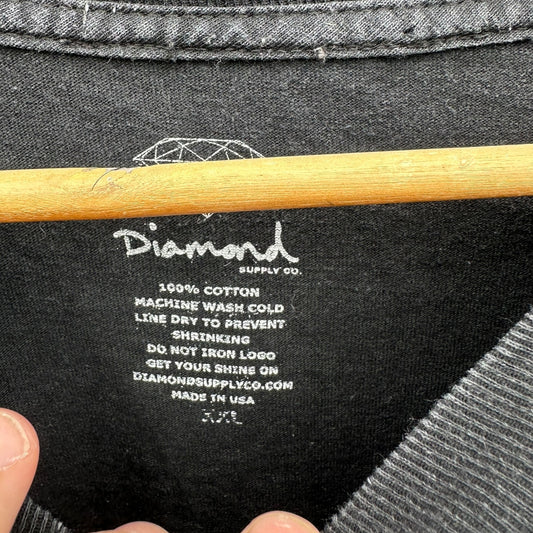 Diamond
SUPPLY CO.
100% COTTON
MACHINE WASH COLD
LINE DRY TO PREVENT
SHRINKING
DO NOT IRON LOGO
GET YOUR SHINE ON
DIAMONDSUPPLYCO.COM
MADE IN USA
XXL